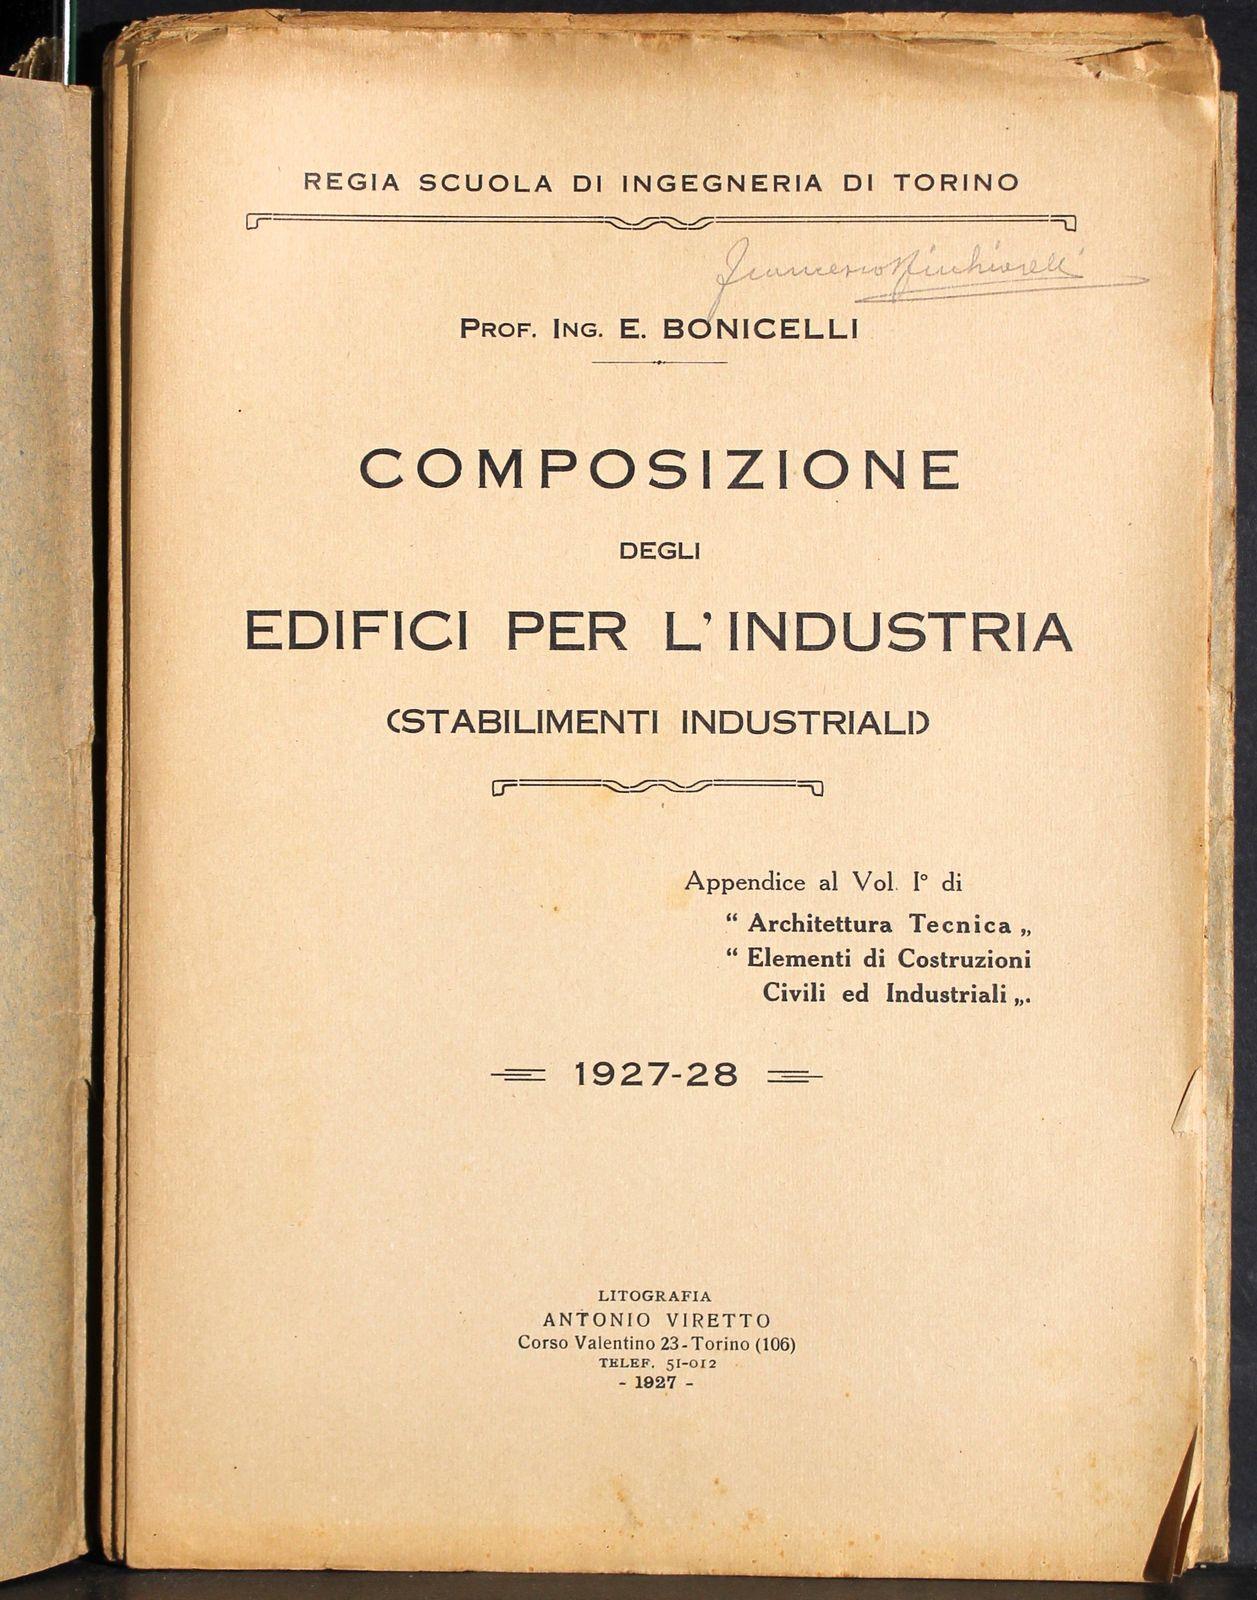 REGIA SCUOLA DI INGEGNERIA DI TORINO
Francesco
PROF. ING. E. BONICELLI
COMPOSIZIONE
DEGLI
EDIFICI PER L'INDUSTRIA
(STABILIMENTI INDUSTRIALI)
Appendice al Vol. I° di
“ Architettura Tecnica „
“ Elementi di Costruzioni
Civili ed Industriali „.
1927-28
LITOGRAFIA
ANTONIO VIRETTO
Corso Valentino 23 - Torino (106)
TELEF. 51-012
- 1927 -